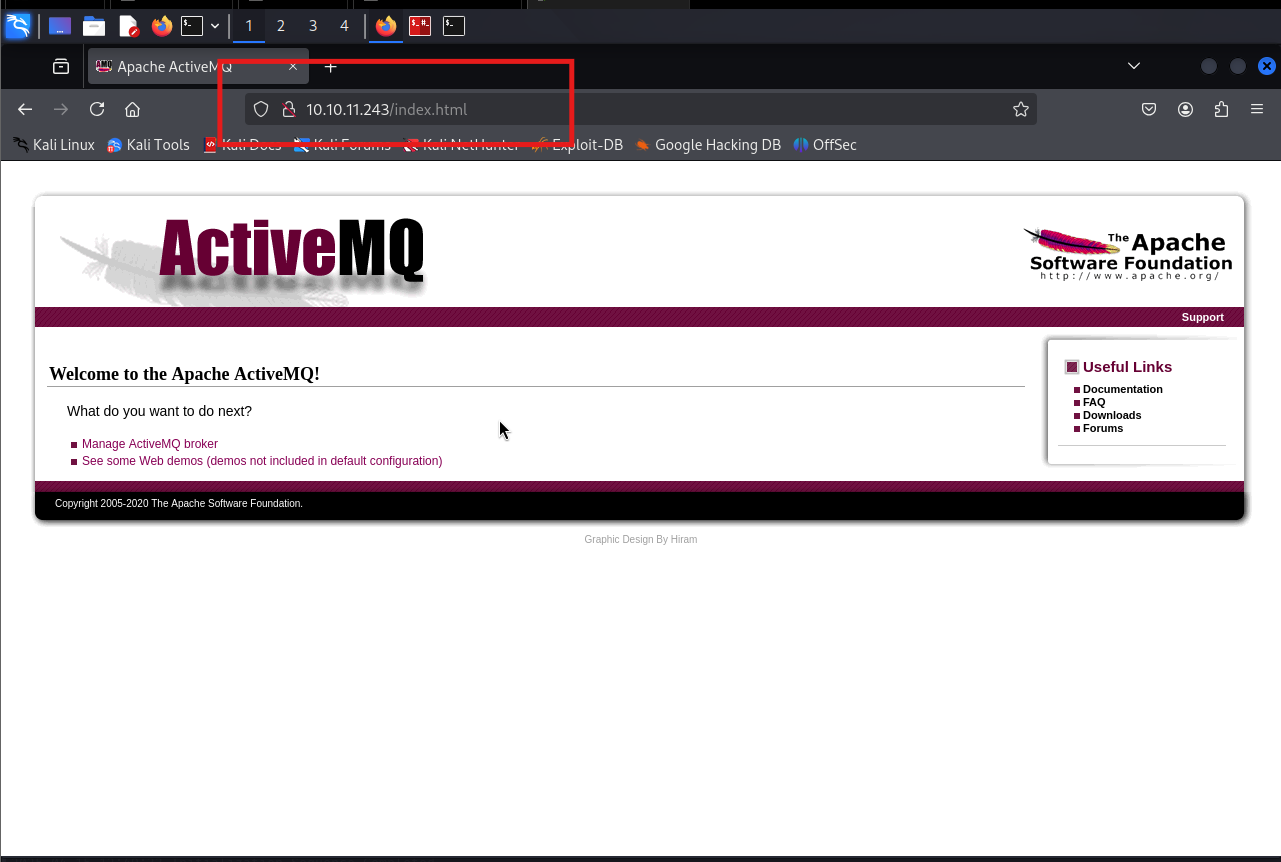 1 2 3 4
Apache ActiveMQ
10.10.11.243/index.html
Kali Linux Kali Tools Kali Docs Kali Forums Kali NetHunter Exploit-DB Google Hacking DB OffSec
ActiveMQ
The Apache
Software Foundation
http://www.apache.org/
Support
Welcome to the Apache ActiveMQ!
What do you want to do next?
Manage ActiveMQ broker
See some Web demos (demos not included in default configuration)
Useful Links
Documentation
FAQ
Downloads
Forums
Copyright 2005-2020 The Apache Software Foundation.
Graphic Design By Hiram